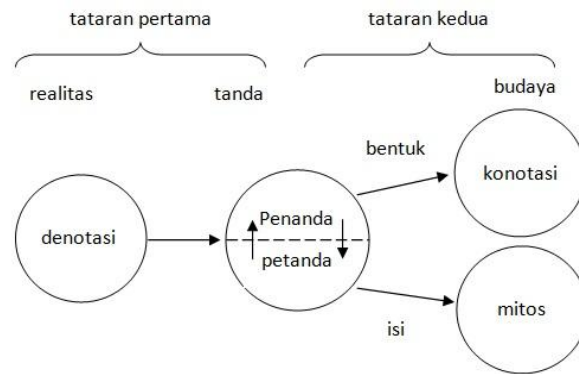 tataran pertama
tataran kedua
realitas
tanda
budaya
bentuk
konotasi
denotasi
Penanda
petanda
mitos
isi